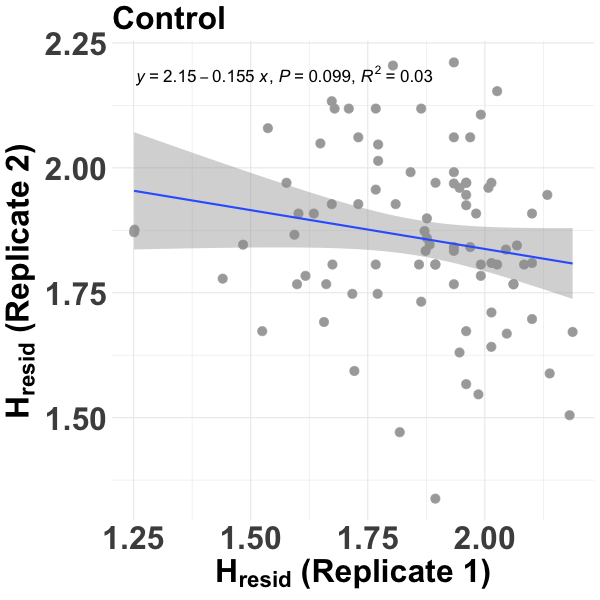 Control
y = 2.15 – 0.155 x, P = 0.099, R² = 0.03
2.25
2.00
1.75
1.50
Hresid (Replicate 2)
1.25 1.50 1.75 2.00
Hresid (Replicate 1)